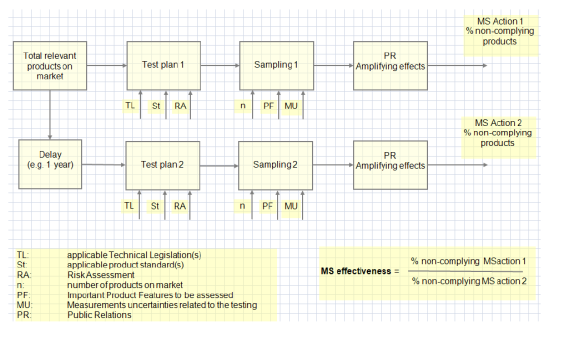 MS Action 1
% non-complying
products
Total relevant
products on
market
Test plan 1
Sampling 1
PR
Amplifying effects
TL St RA
n PF MU
MS Action 2
% non-complying
products
Delay
(e.g. 1 year)
Test plan 2
Sampling 2
PR
Amplifying effects
TL St RA
n PF MU
TL: applicable Technical Legislation(s)
St: applicable product standard(s)
RA: Risk Assessment
n: number of products on market
PF: Important Product Features to be assessed
MU: Measurements uncertainties related to the testing
PR: Public Relations
% non-complying MSaction 1
MS effectiveness =
% non-complying MS action 2